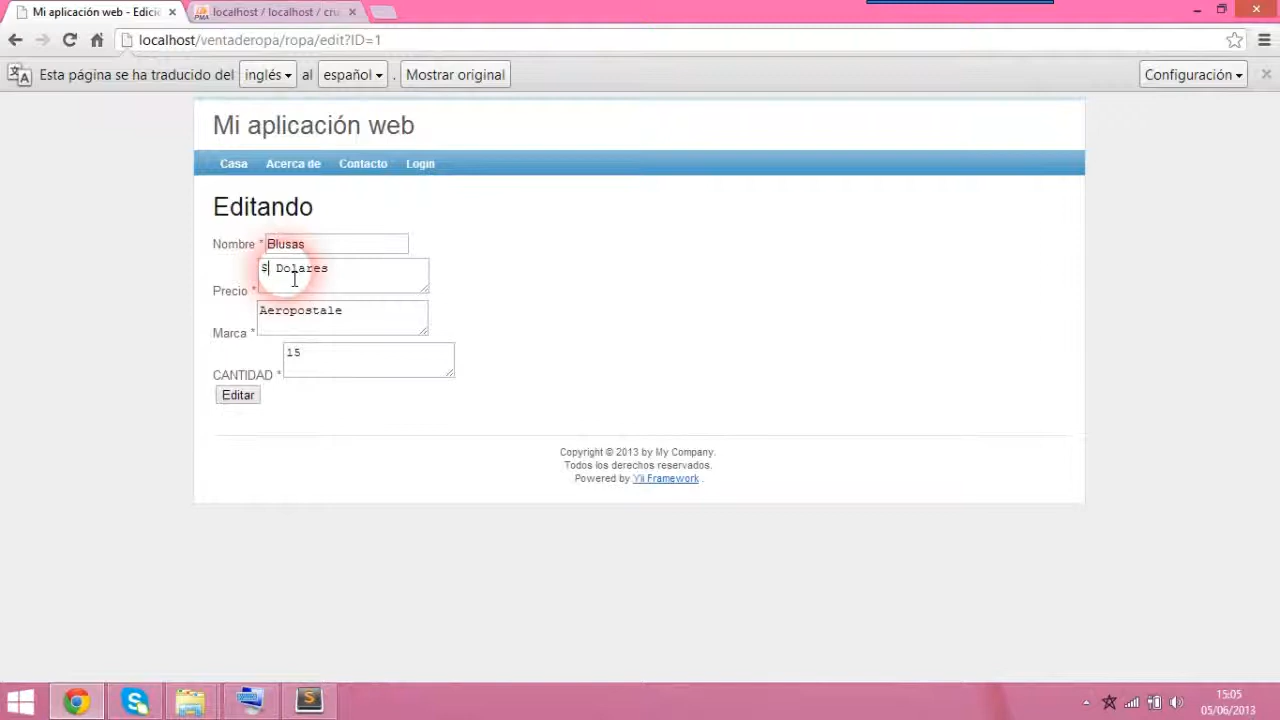 Mi aplicación web - Edicio
localhost / localhost / cru
localhost/ventaderopa/ropa/edit?ID=1
Esta página se ha traducido del inglés al español . Mostrar original Configuración
Mi aplicación web
Casa Acerca de Contacto Login
Editando
Nombre * Blusas
$ Dolares
Precio *
Aeropostale
Marca *
15
CANTIDAD *
Editar
Copyright © 2013 by My Company.
Todos los derechos reservados.
Powered by Yii Framework .
15:05
05/06/2013